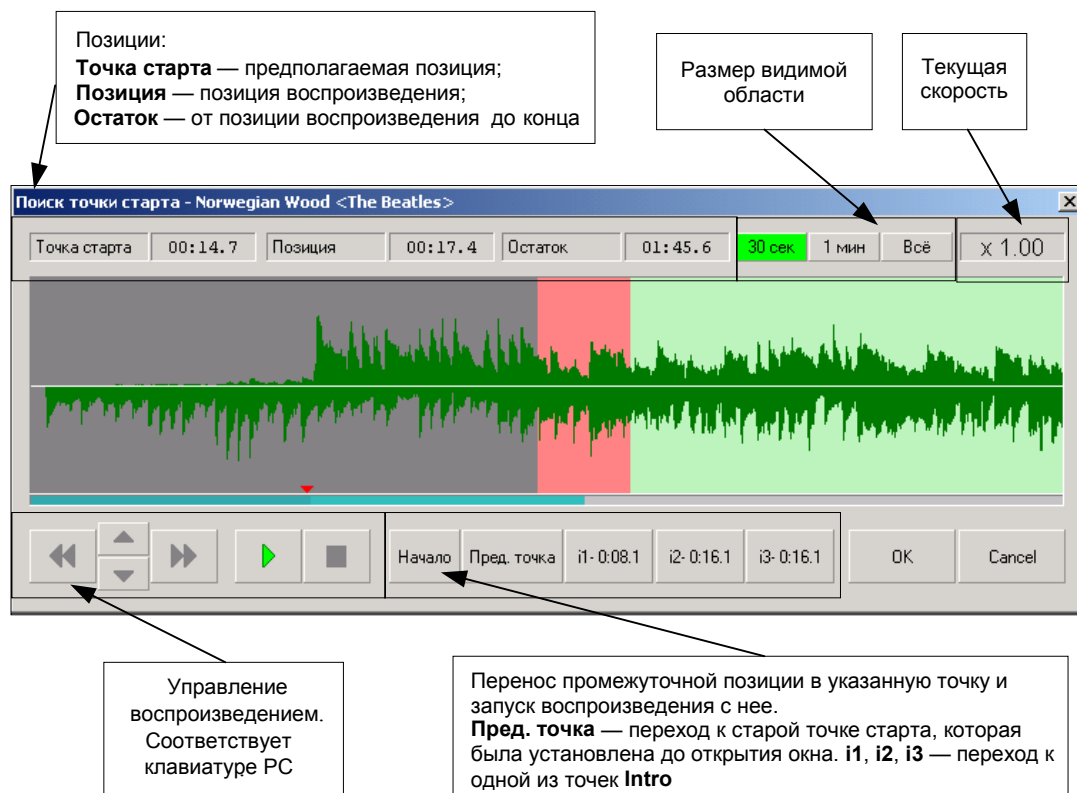 Позиции:
Точка старта — предполагаемая позиция;
Позиция — позиция воспроизведения;
Остаток — от позиции воспроизведения до конца
Размер видимой
области
Текущая
скорость
Поиск точки старта - Norwegian Wood <The Beatles>
Точка старта 00:14.7 Позиция 00:17.4 Остаток 01:45.6 30 сек 1 мин Всё x 1.00
Начало Пред. точка i1- 0:08.1 i2- 0:16.1 i3- 0:16.1 OK Cancel
Управление
воспроизведением.
Соответствует
клавиатуре PC
Перенос промежуточной позиции в указанную точку и
запуск воспроизведения с нее.
Пред. точка — переход к старой точке старта, которая
была установлена до открытия окна. i1, i2, i3 — переход к
одной из точек Intro